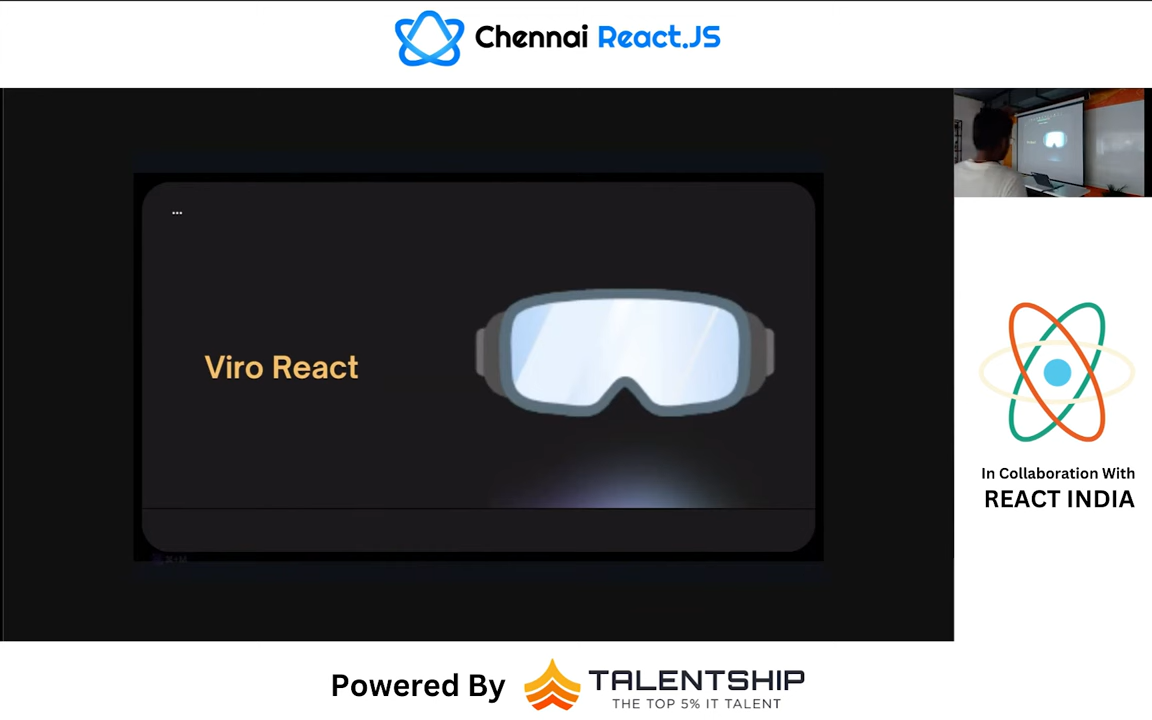 Chennai React.JS
...
Viro React
In Collaboration With
REACT INDIA
Powered By
TALENTSHIP
THE TOP 5% IT TALENT